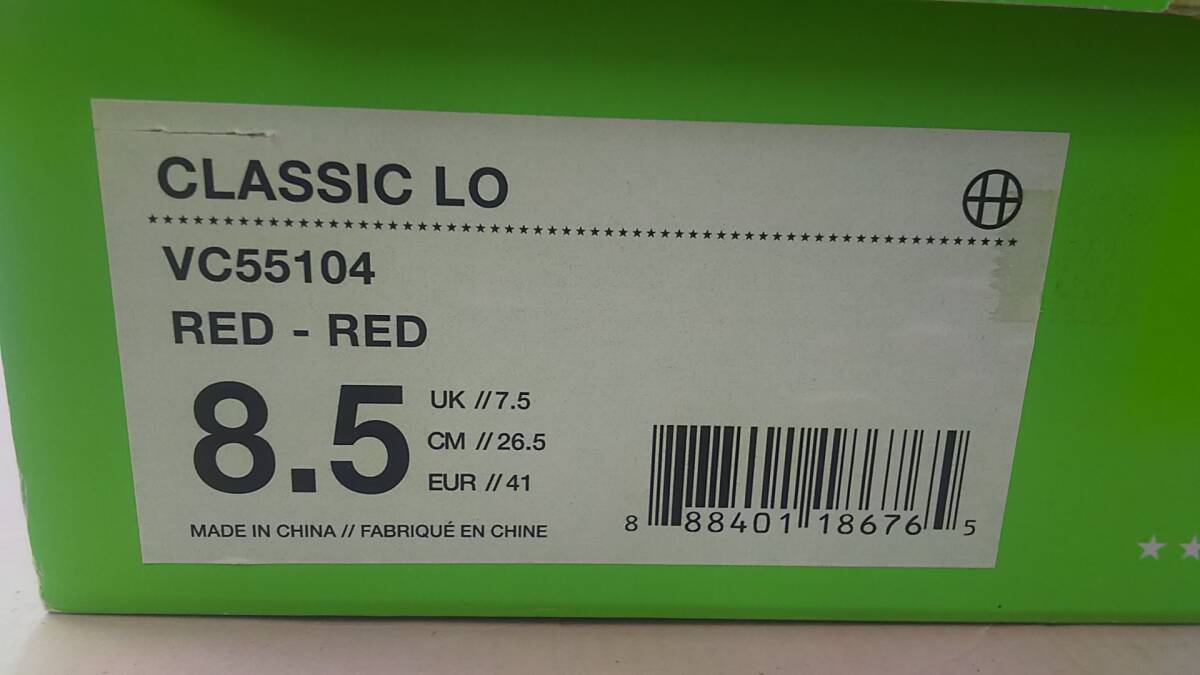 CLASSIC LO
VC55104
RED - RED
8.5
UK // 7.5
CM // 26.5
EUR // 41
MADE IN CHINA // FABRIQUÉ EN CHINE
8 88401 18676 5